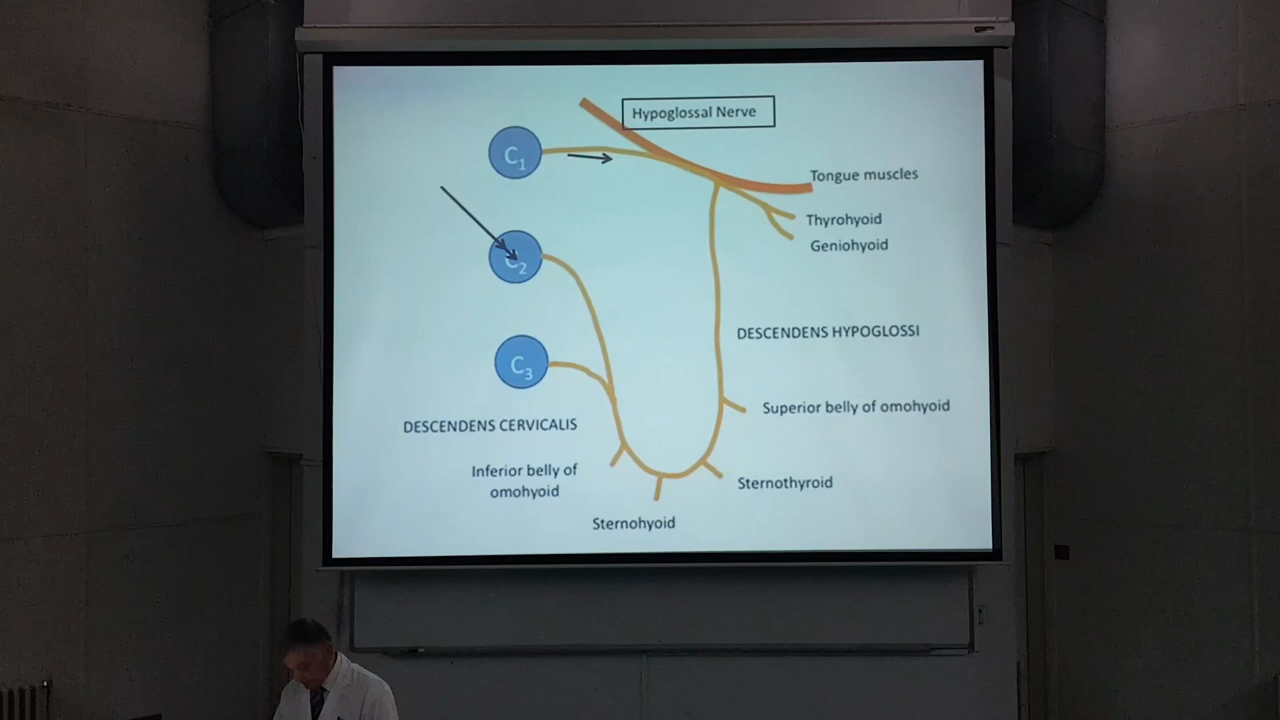 Hypoglossal Nerve
C1
Tongue muscles
Thyrohyoid
Geniohyoid
C2
DESCENDENS HYPOGLOSSI
C3
Superior belly of omohyoid
DESCENDENS CERVICALIS
Inferior belly of
omohyoid
Sternothyroid
Sternohyoid